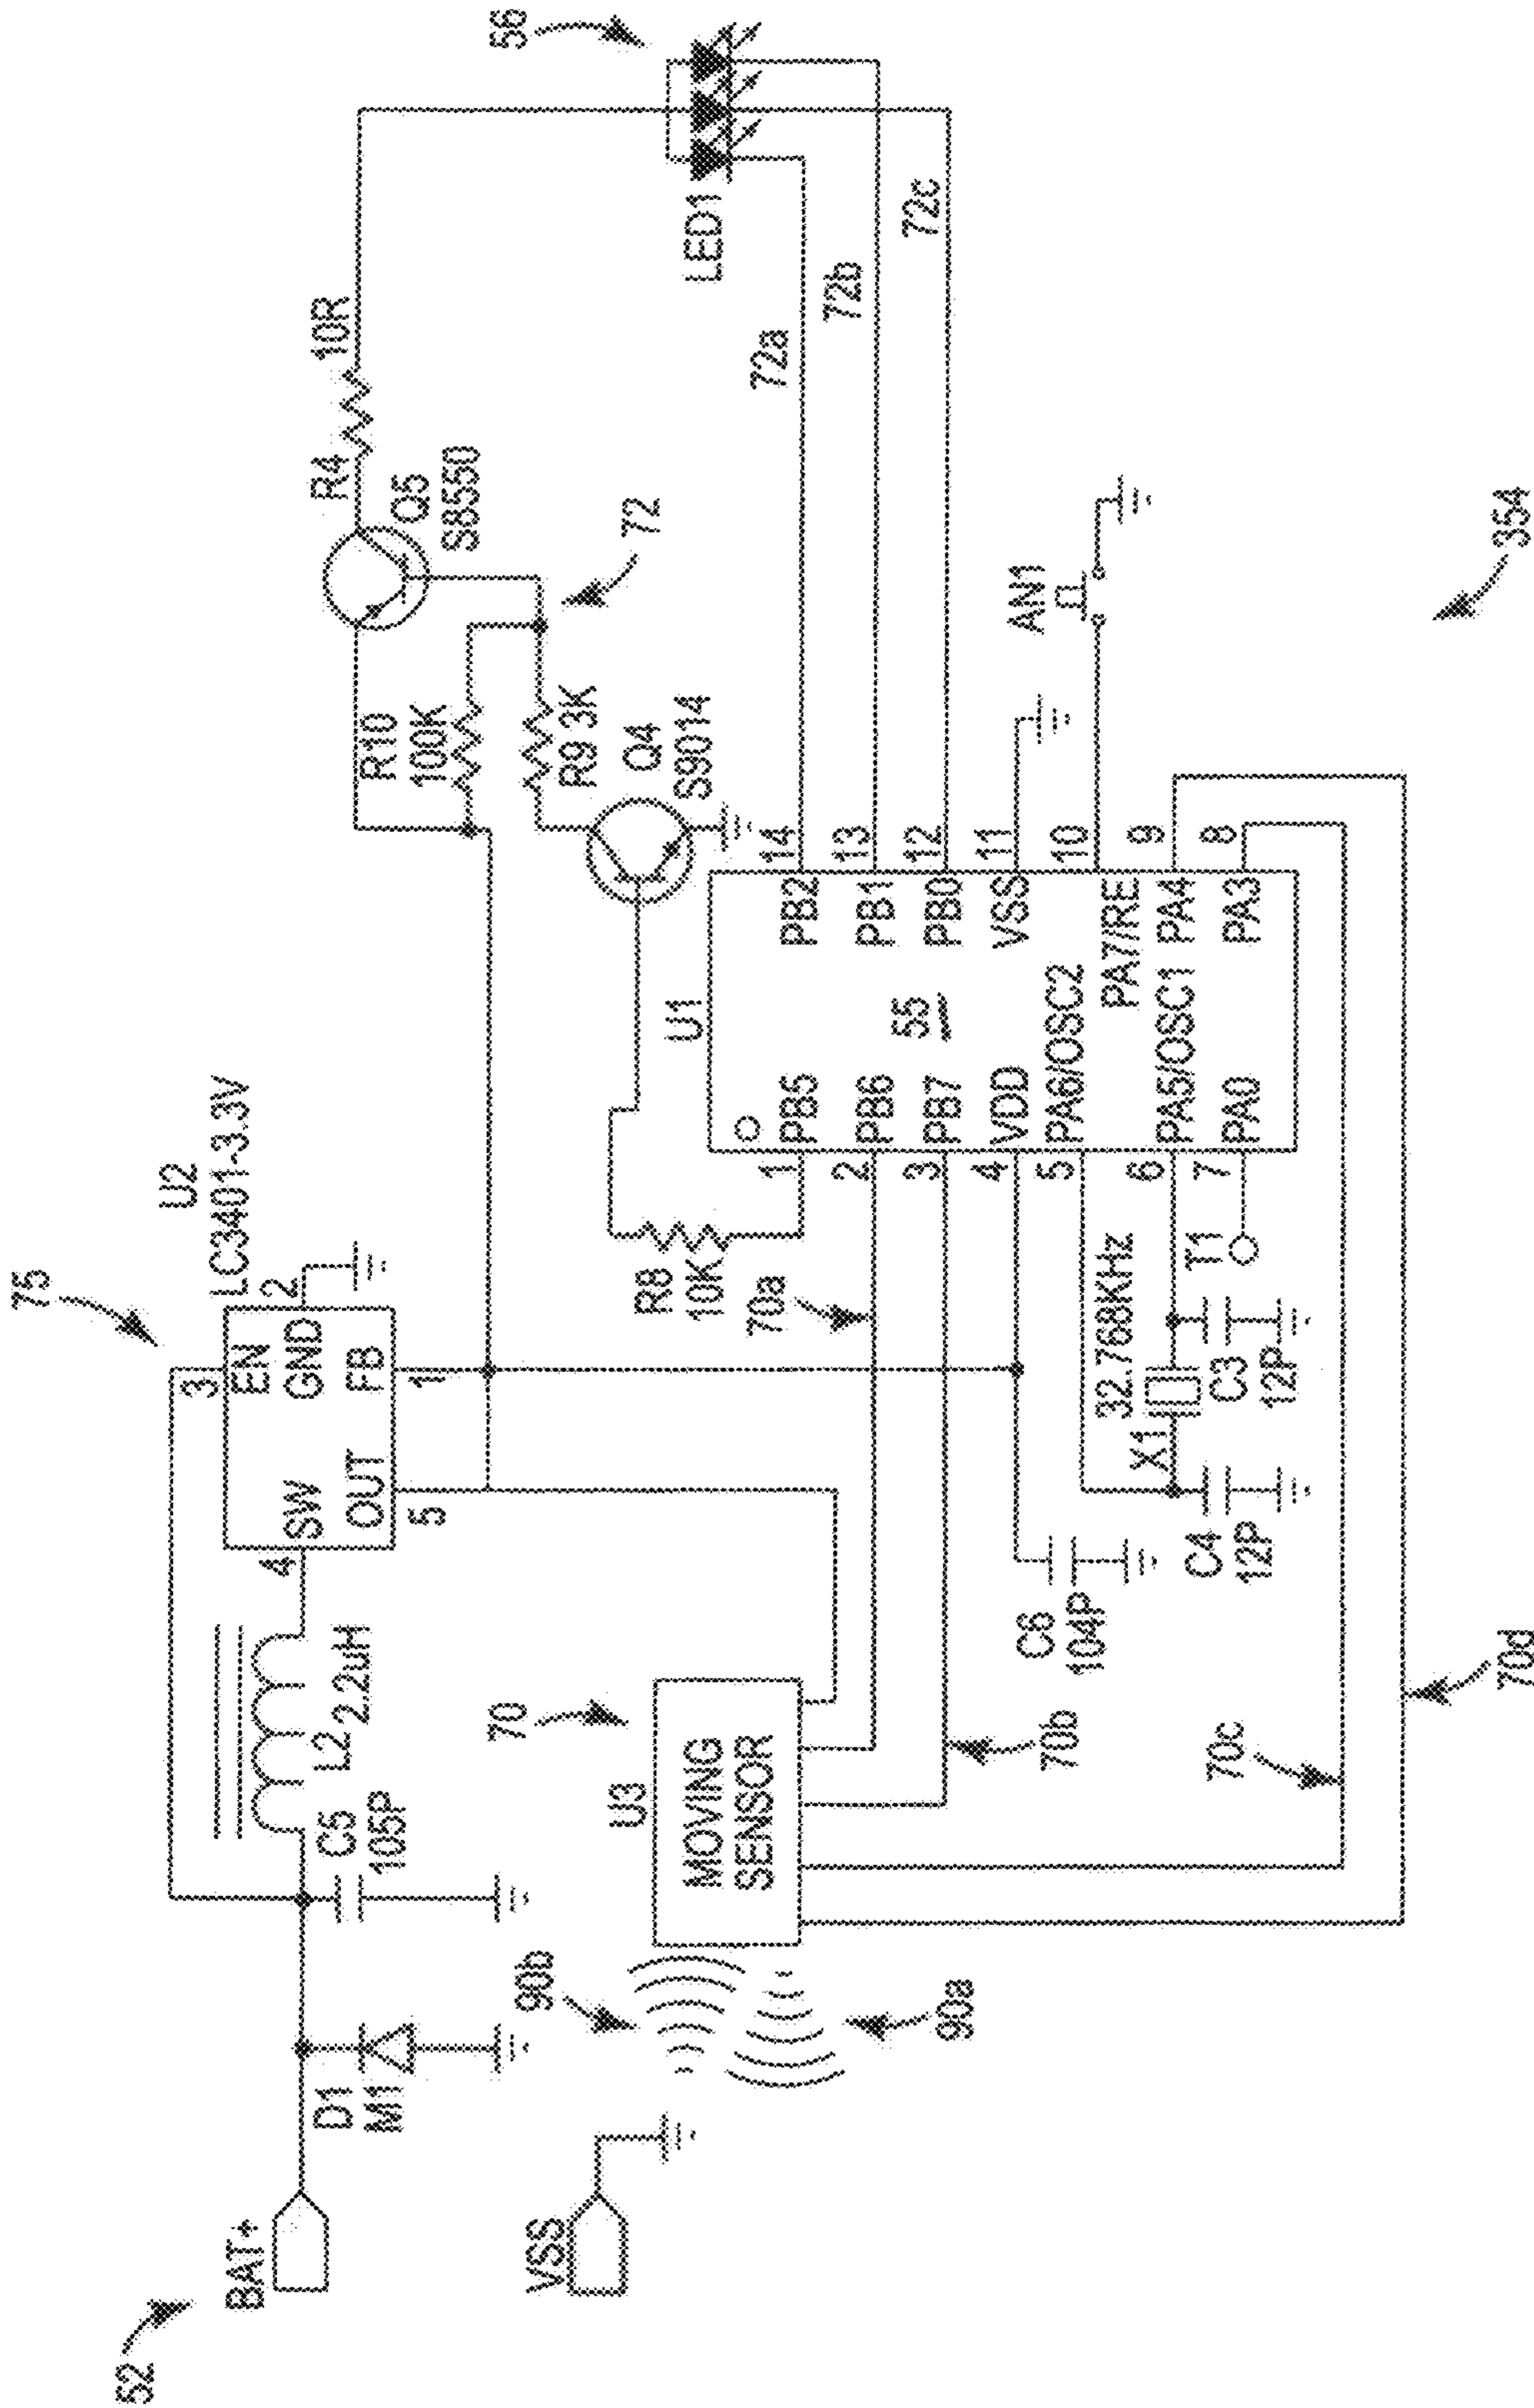 52
BAT+
VSS
D1
M1
C5
105P
L2
2.2uH
75
U2
LC3401-3.3V
3
EN
2
GND
FB
1
4
SW
OUT
5
R10
100K
R9 3K
Q4
S9014
Q5
S8550
R4
10R
72
56
LED1
72a
72b
72c
90b
90a
70
U3
MOVING
SENSOR
70a
70b
70c
70d
R8
10K
U1
55
1
PB5
2
PB6
3
PB7
4
VDD
5
PA6/OSC2
6
PA5/OSC1
7
PA0
14
PB2
13
PB1
12
PB0
11
VSS
10
PA7/RE
9
PA4
8
PA3
AN1
C6
104P
C4
12P
X1
32.768KHz
C3
12P
T1
354